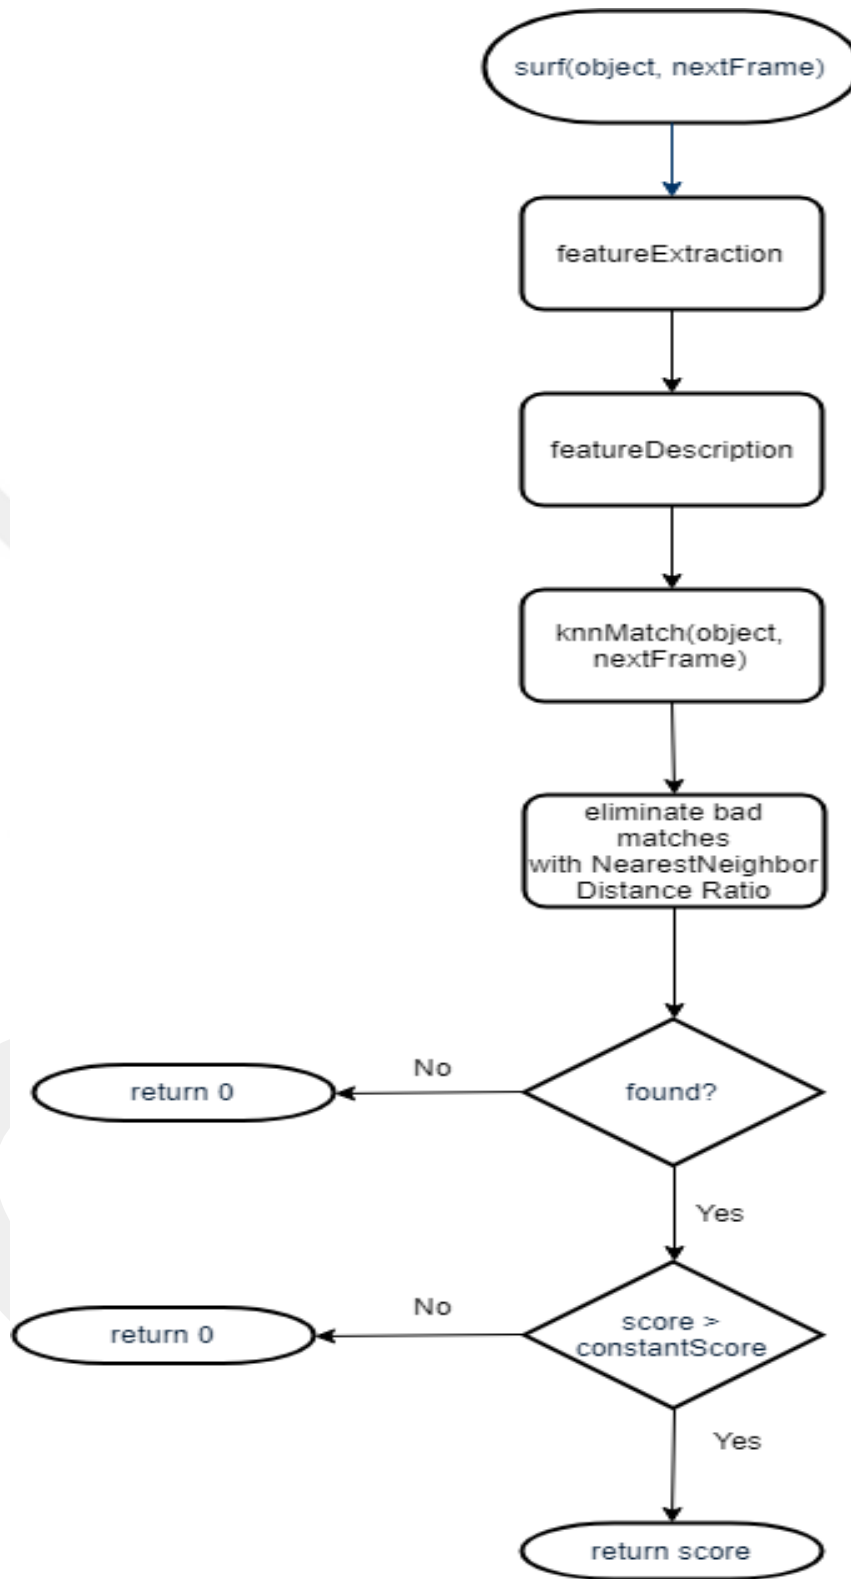 surf(object, nextFrame)
featureExtraction
featureDescription
knnMatch(object,
nextFrame)
eliminate bad
matches
with NearestNeighbor
Distance Ratio
found?
No
return 0
Yes
score >
constantScore
No
return 0
Yes
return score